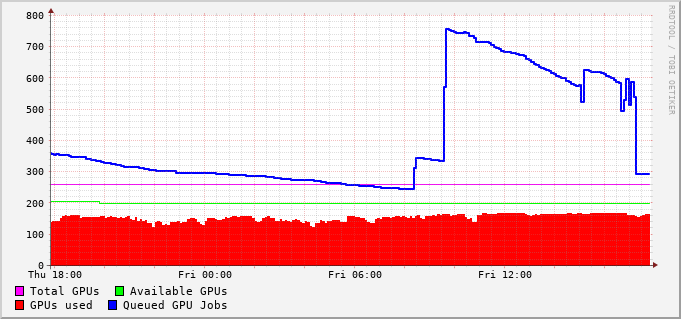 RRDTOOL / TOBI OETIKER
800
700
600
500
400
300
200
100
0
Thu 18:00 Fri 00:00 Fri 06:00 Fri 12:00
Total GPUs Available GPUs
GPUs used Queued GPU Jobs